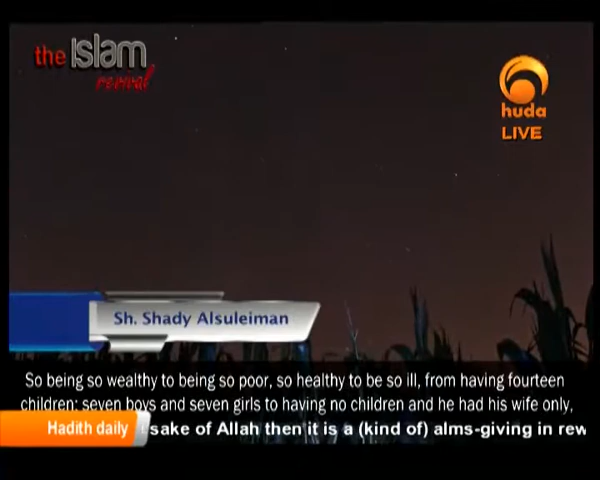 the Islam
revival
huda
LIVE
Sh. Shady Alsuleiman
So being so wealthy to being so poor, so healthy to be so ill, from having fourteen
children: seven boys and seven girls to having no children and he had his wife only,
Hadith daily
sake of Allah then it is a (kind of) alms-giving in rew